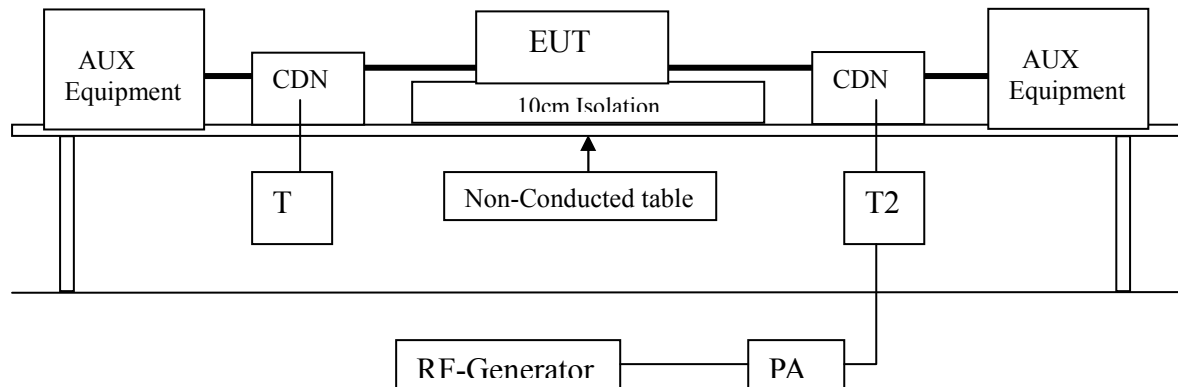 AUX
Equipment
CDN
EUT
10cm Isolation
CDN
AUX
Equipment
T
Non-Conducted table
T2
RF-Generator
PA